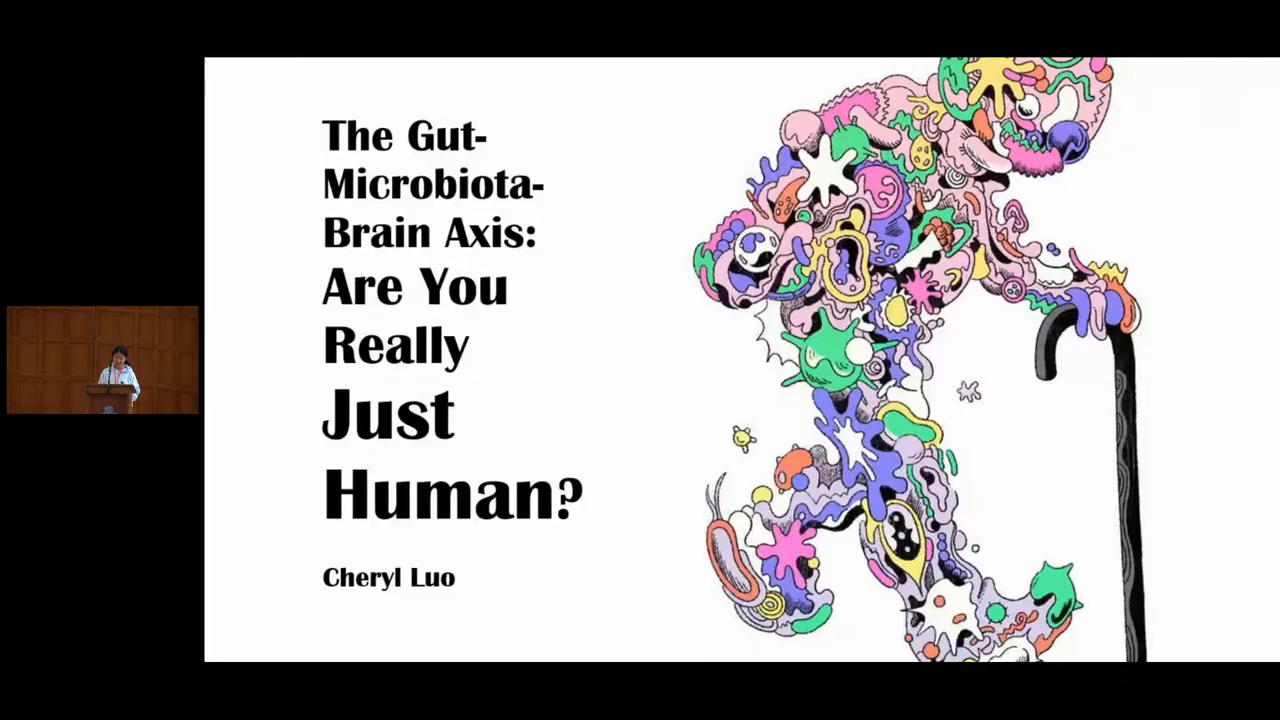 The Gut-
Microbiota-
Brain Axis:
Are You
Really
Just
Human?
Cheryl Luo